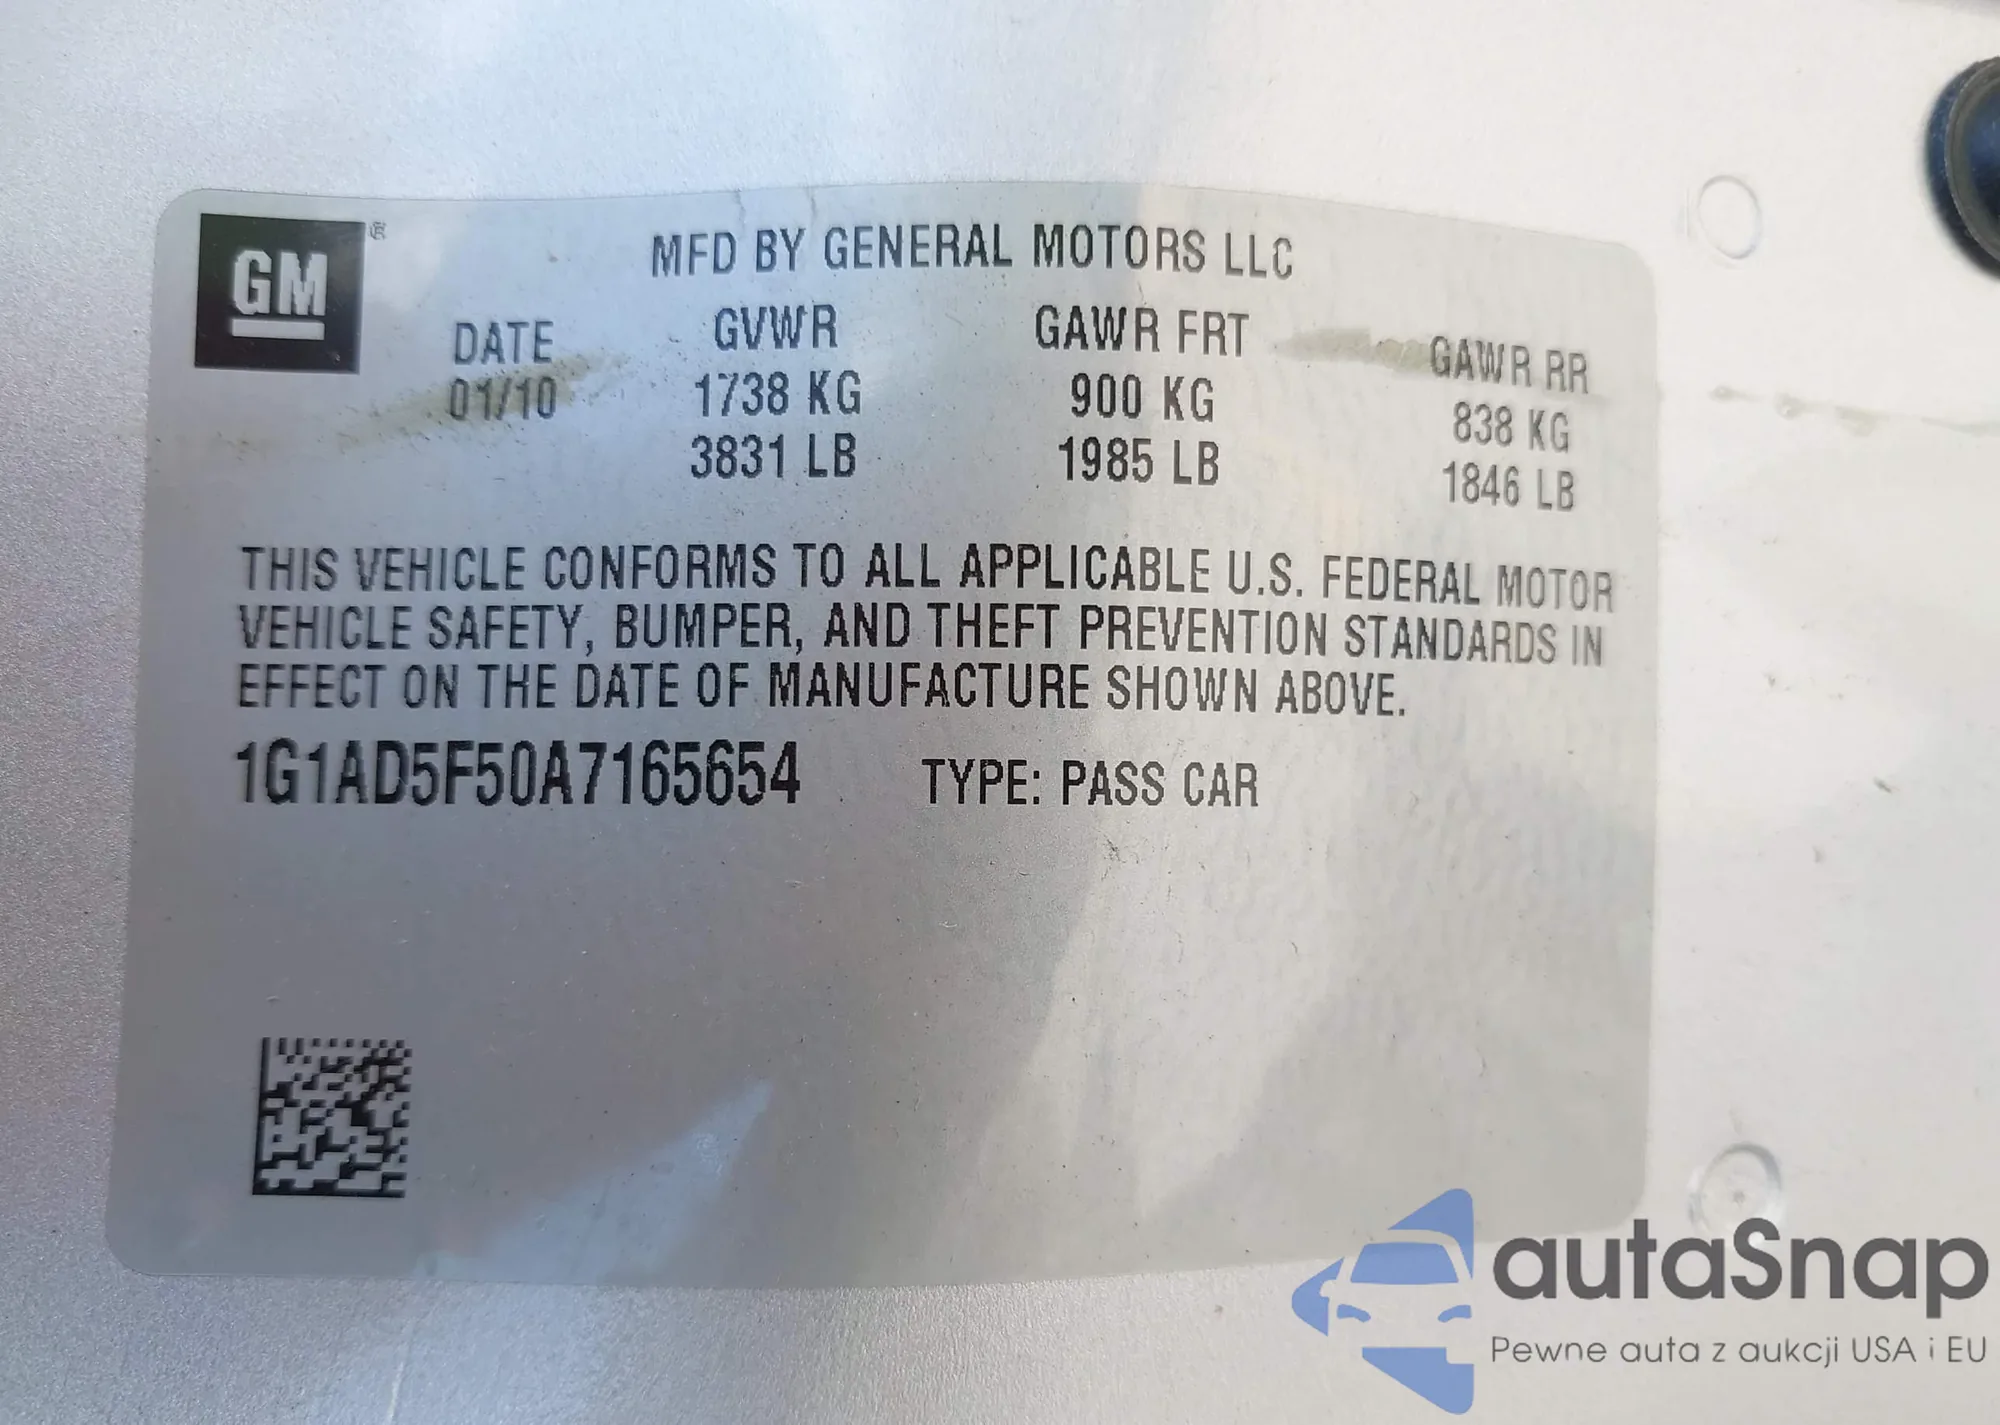 GM ®
MFD BY GENERAL MOTORS LLC
DATE GVWR GAWR FRT GAWR RR
01/10 1738 KG 900 KG 838 KG
3831 LB 1985 LB 1846 LB
THIS VEHICLE CONFORMS TO ALL APPLICABLE U.S. FEDERAL MOTOR
VEHICLE SAFETY, BUMPER, AND THEFT PREVENTION STANDARDS IN
EFFECT ON THE DATE OF MANUFACTURE SHOWN ABOVE.
1G1AD5F50A7165654 TYPE: PASS CAR
autaSnap
Pewne auta z aukcji USA i EU